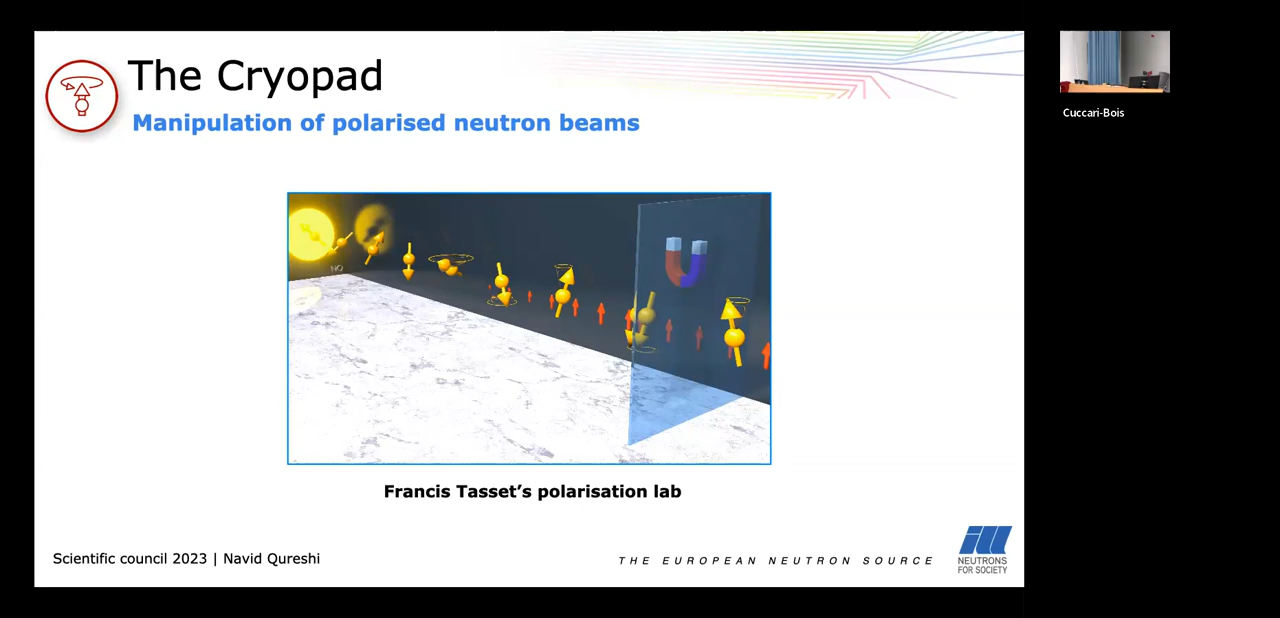 The Cryopad
Manipulation of polarised neutron beams
Cuccari-Bois
Francis Tasset's polarisation lab
Scientific council 2023 | Navid Qureshi
THE EUROPEAN NEUTRON SOURCE
ill
NEUTRONS
FOR SOCIETY